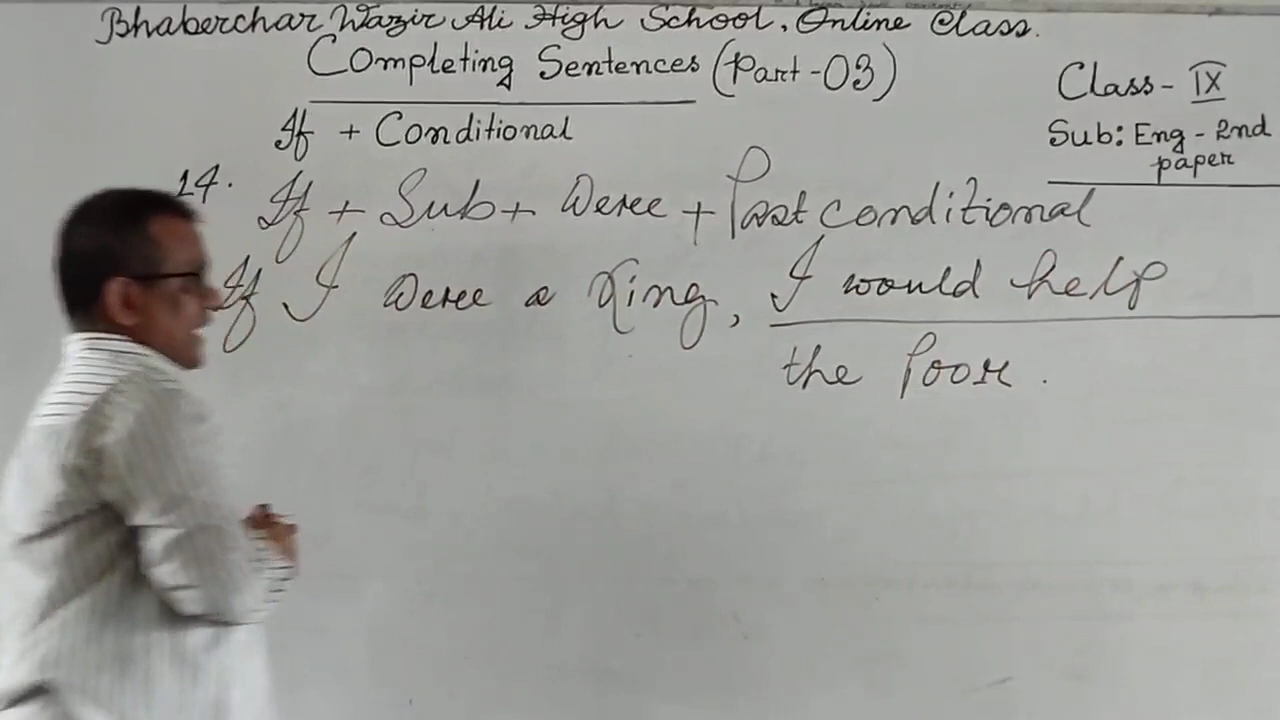 Bhaberchar Wazir Ali High School, Online Class.
Completing Sentences (Part-03)
Class- IX
Sub: Eng-2nd
paper
If + Conditional
14. If + Sub + Were + Past conditional
If I were a King, I would help
the Poor.